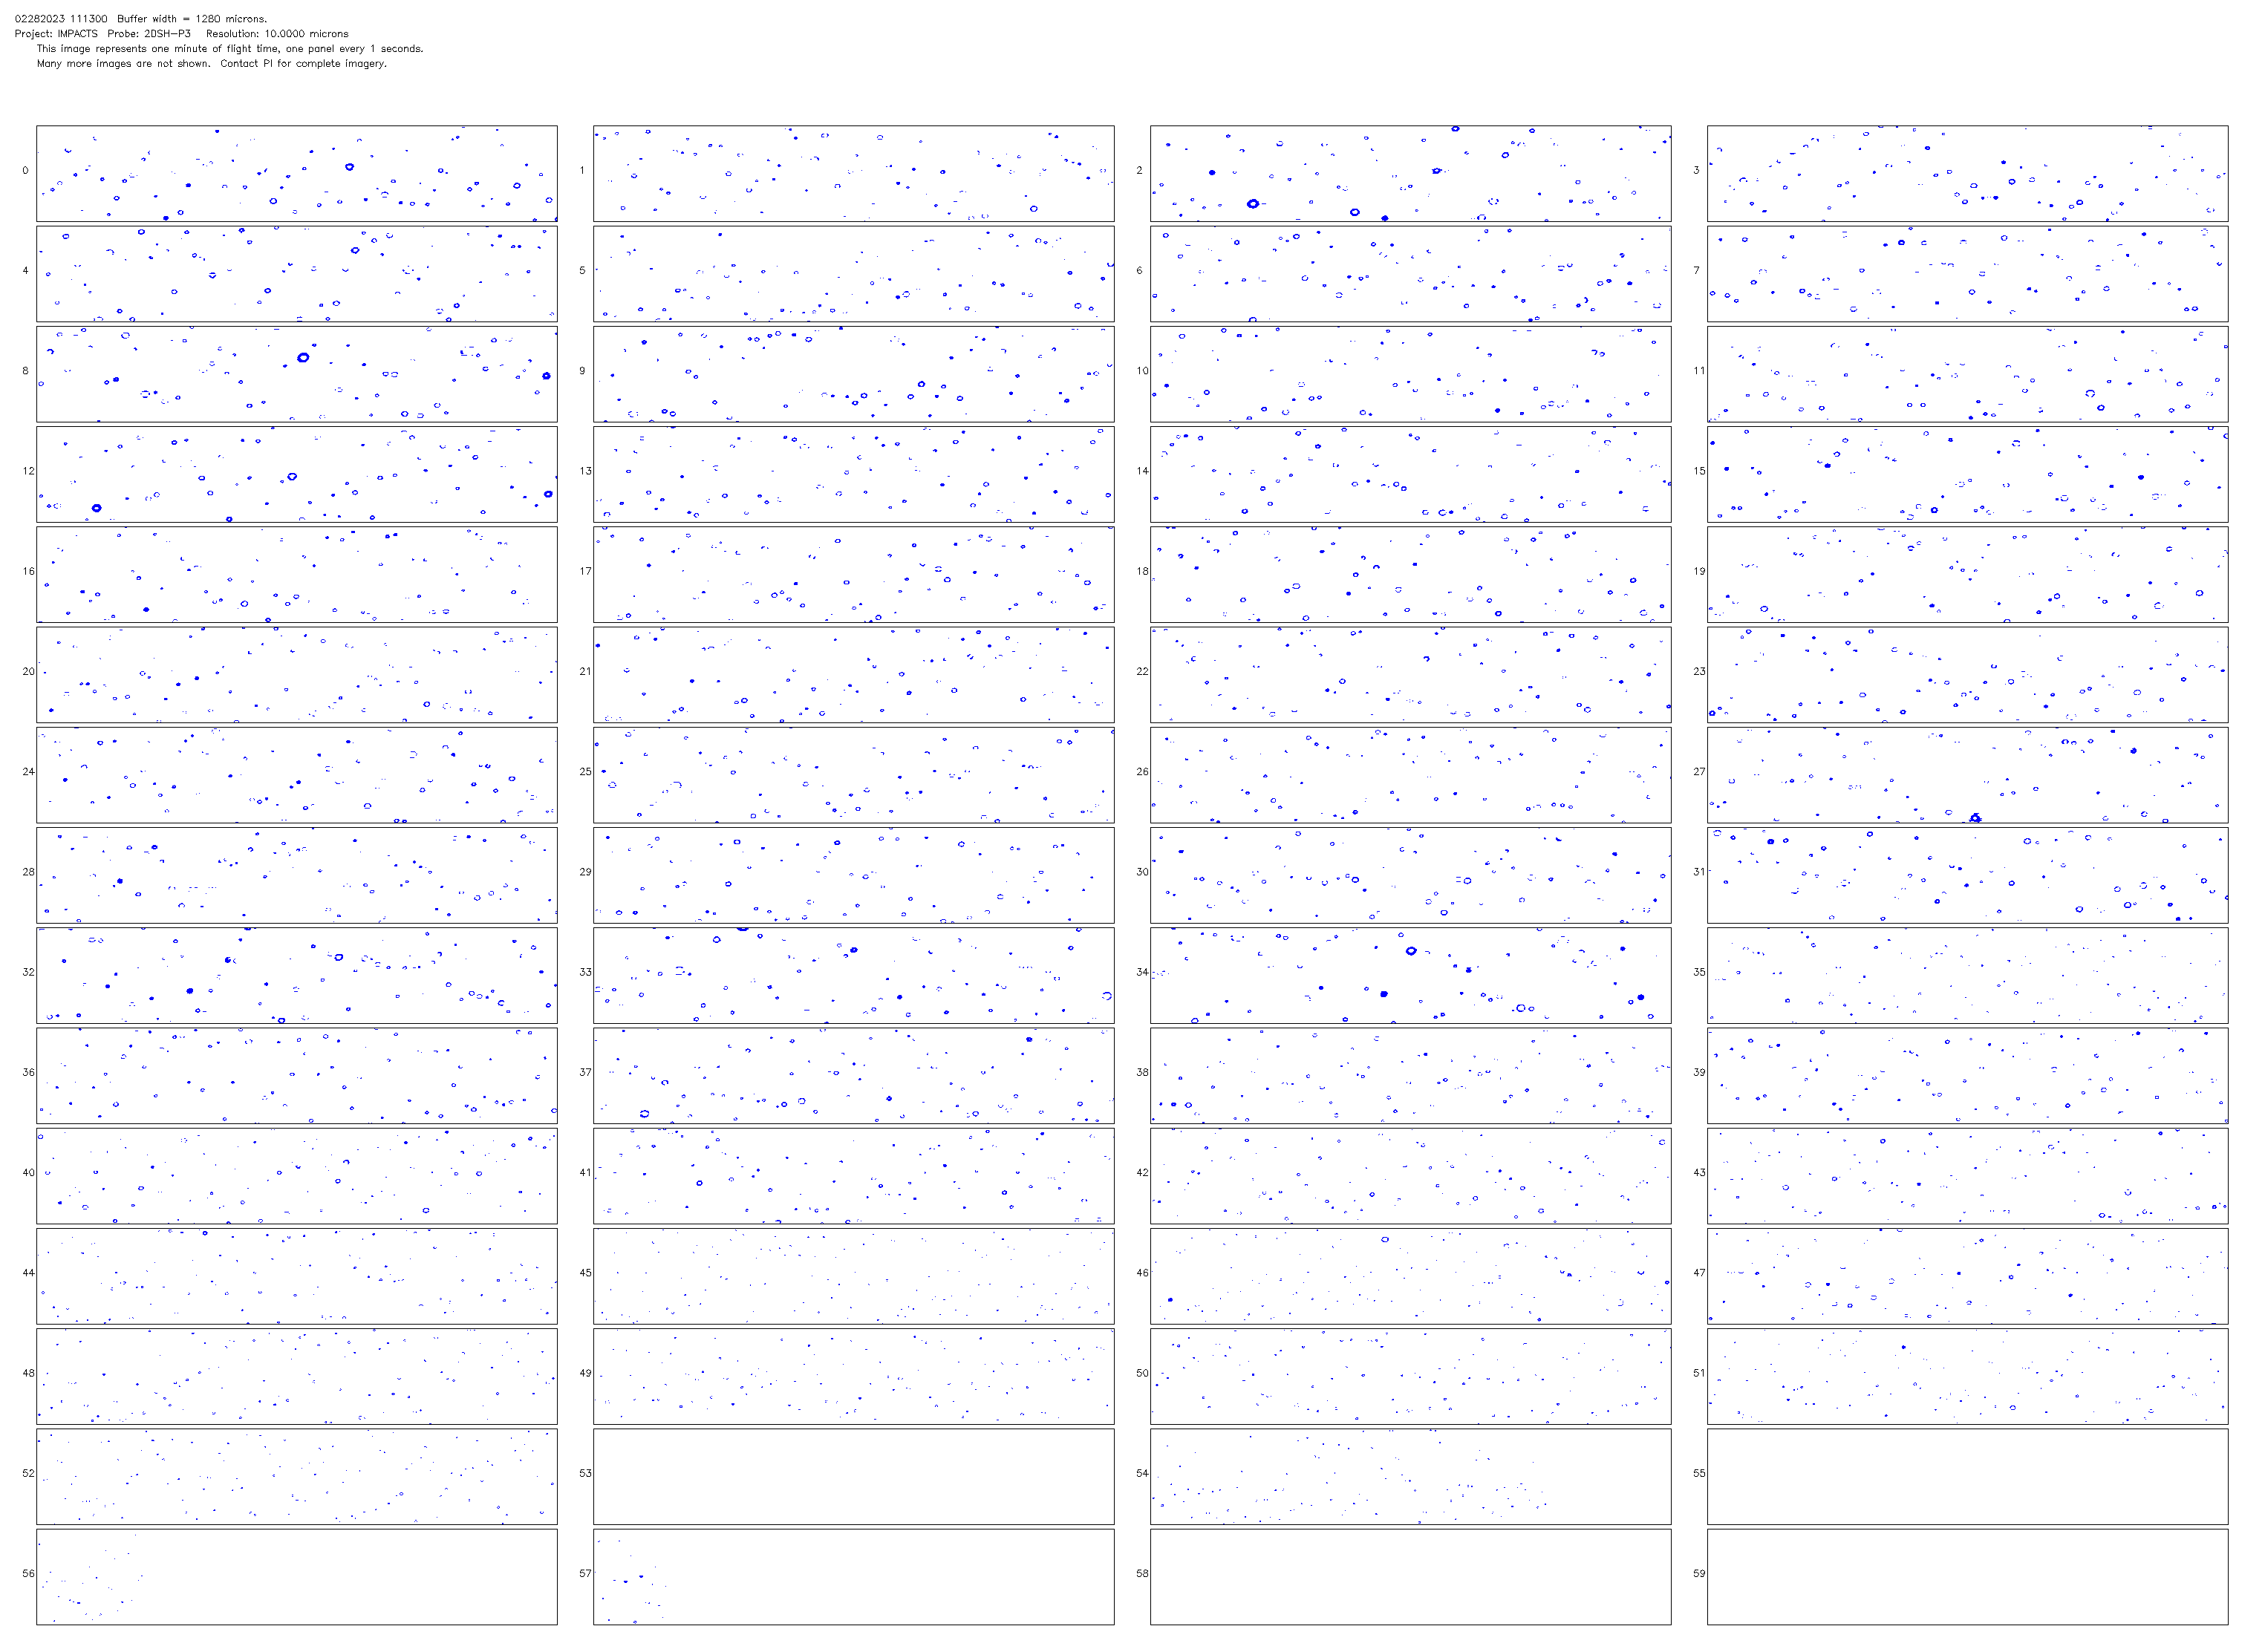 02282023 111300 Buffer width = 1280 microns.
Project: IMPACTS Probe: 2DSH-P3 Resolution: 10.0000 microns
This image represents one minute of flight time, one panel every 1 seconds.
Many more images are not shown. Contact PI for complete imagery.
0 1 2 3
4 5 6 7
8 9 10 11
12 13 14 15
16 17 18 19
20 21 22 23
24 25 26 27
28 29 30 31
32 33 34 35
36 37 38 39
40 41 42 43
44 45 46 47
48 49 50 51
52 53 54 55
56 57 58 59